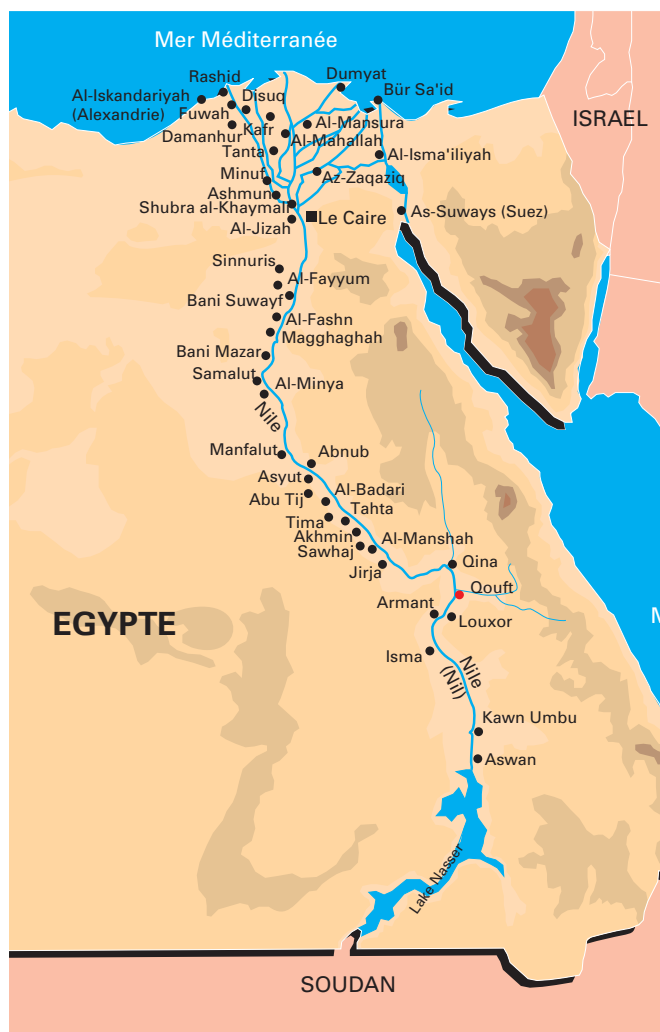 Mer Méditerranée
Rashid
Dumyat
Al-Iskandariyah
(Alexandrie)
Disuq
Bür Sa'id
Fuwah
ISRAEL
Damanhur
Kafr
Al-Mansura
Al-Mahallah
Tanta
Al-Isma'iliyah
Minuf
Az-Zaqaziq
Ashmun
Shubra al-Khaymah
Le Caire
As-Suways (Suez)
Al-Jizah
Sinnuris
Al-Fayyum
Bani Suwayf
Al-Fashn
Magghaghah
Bani Mazar
Samalut
Al-Minya
Nile
Manfalut
Abnub
Asyut
Al-Badari
Abu Tij
Tahta
Tima
Akhmin
Al-Manshah
Sawhaj
Jirja
Qina
Qouft
Armant
Louxor
EGYPTE
M
Isma
Nile
(Nil)
Kawn Umbu
Aswan
Lake Nasser
SOUDAN